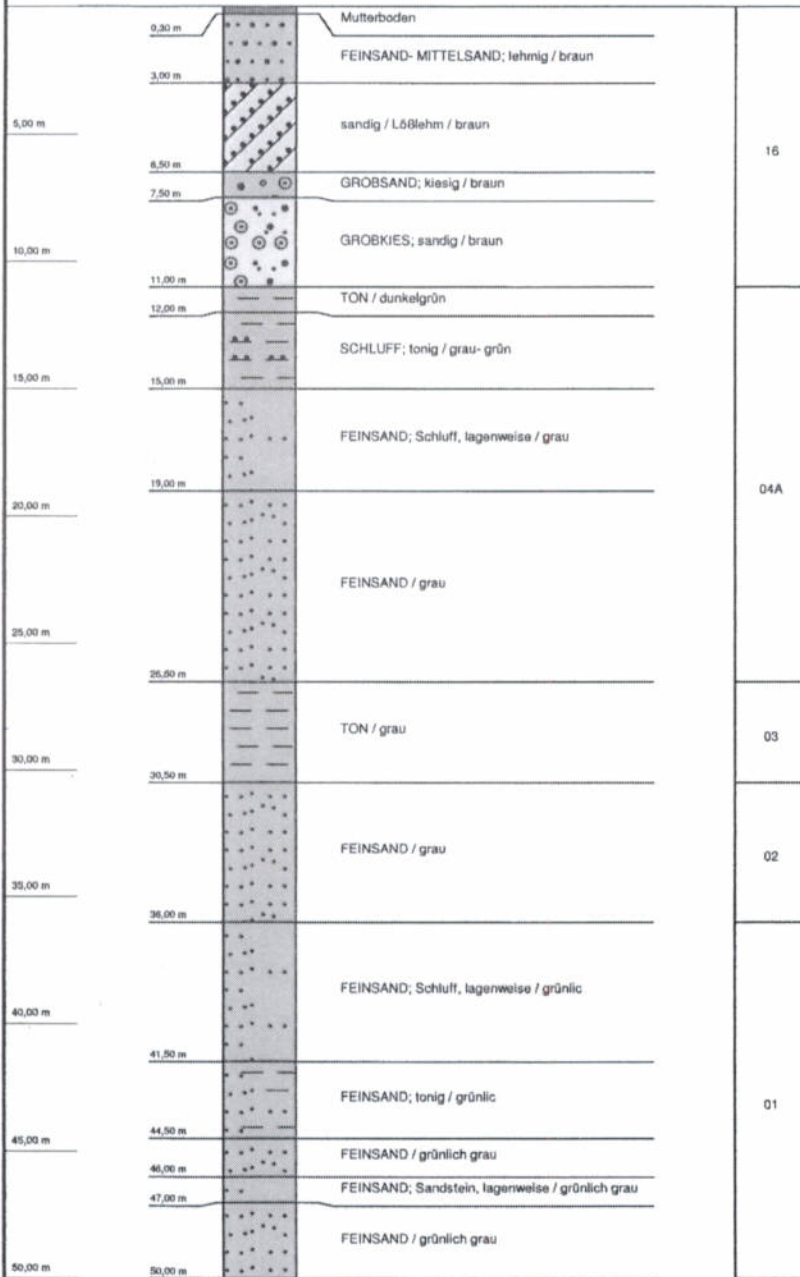 Mutterboden
0,30 m
FEINSAND- MITTELSAND; lehmig / braun
3,00 m
5,00 m
sandig / Lößlehm / braun
16
6,50 m
GROBSAND; kiesig / braun
7,50 m
GROBKIES; sandig / braun
10,00 m
11,00 m
TON / dunkelgrün
12,00 m
SCHLUFF; tonig / grau- grün
15,00 m
15,00 m
FEINSAND; Schluff, lagenweise / grau
19,00 m
04A
20,00 m
FEINSAND / grau
25,00 m
26,50 m
TON / grau
03
30,00 m
30,50 m
FEINSAND / grau
02
35,00 m
36,00 m
FEINSAND; Schluff, lagenweise / grünlic
40,00 m
41,50 m
FEINSAND; tonig / grünlic
01
44,50 m
45,00 m
FEINSAND / grünlich grau
46,00 m
FEINSAND; Sandstein, lagenweise / grünlich grau
47,00 m
FEINSAND / grünlich grau
50,00 m
50,00 m